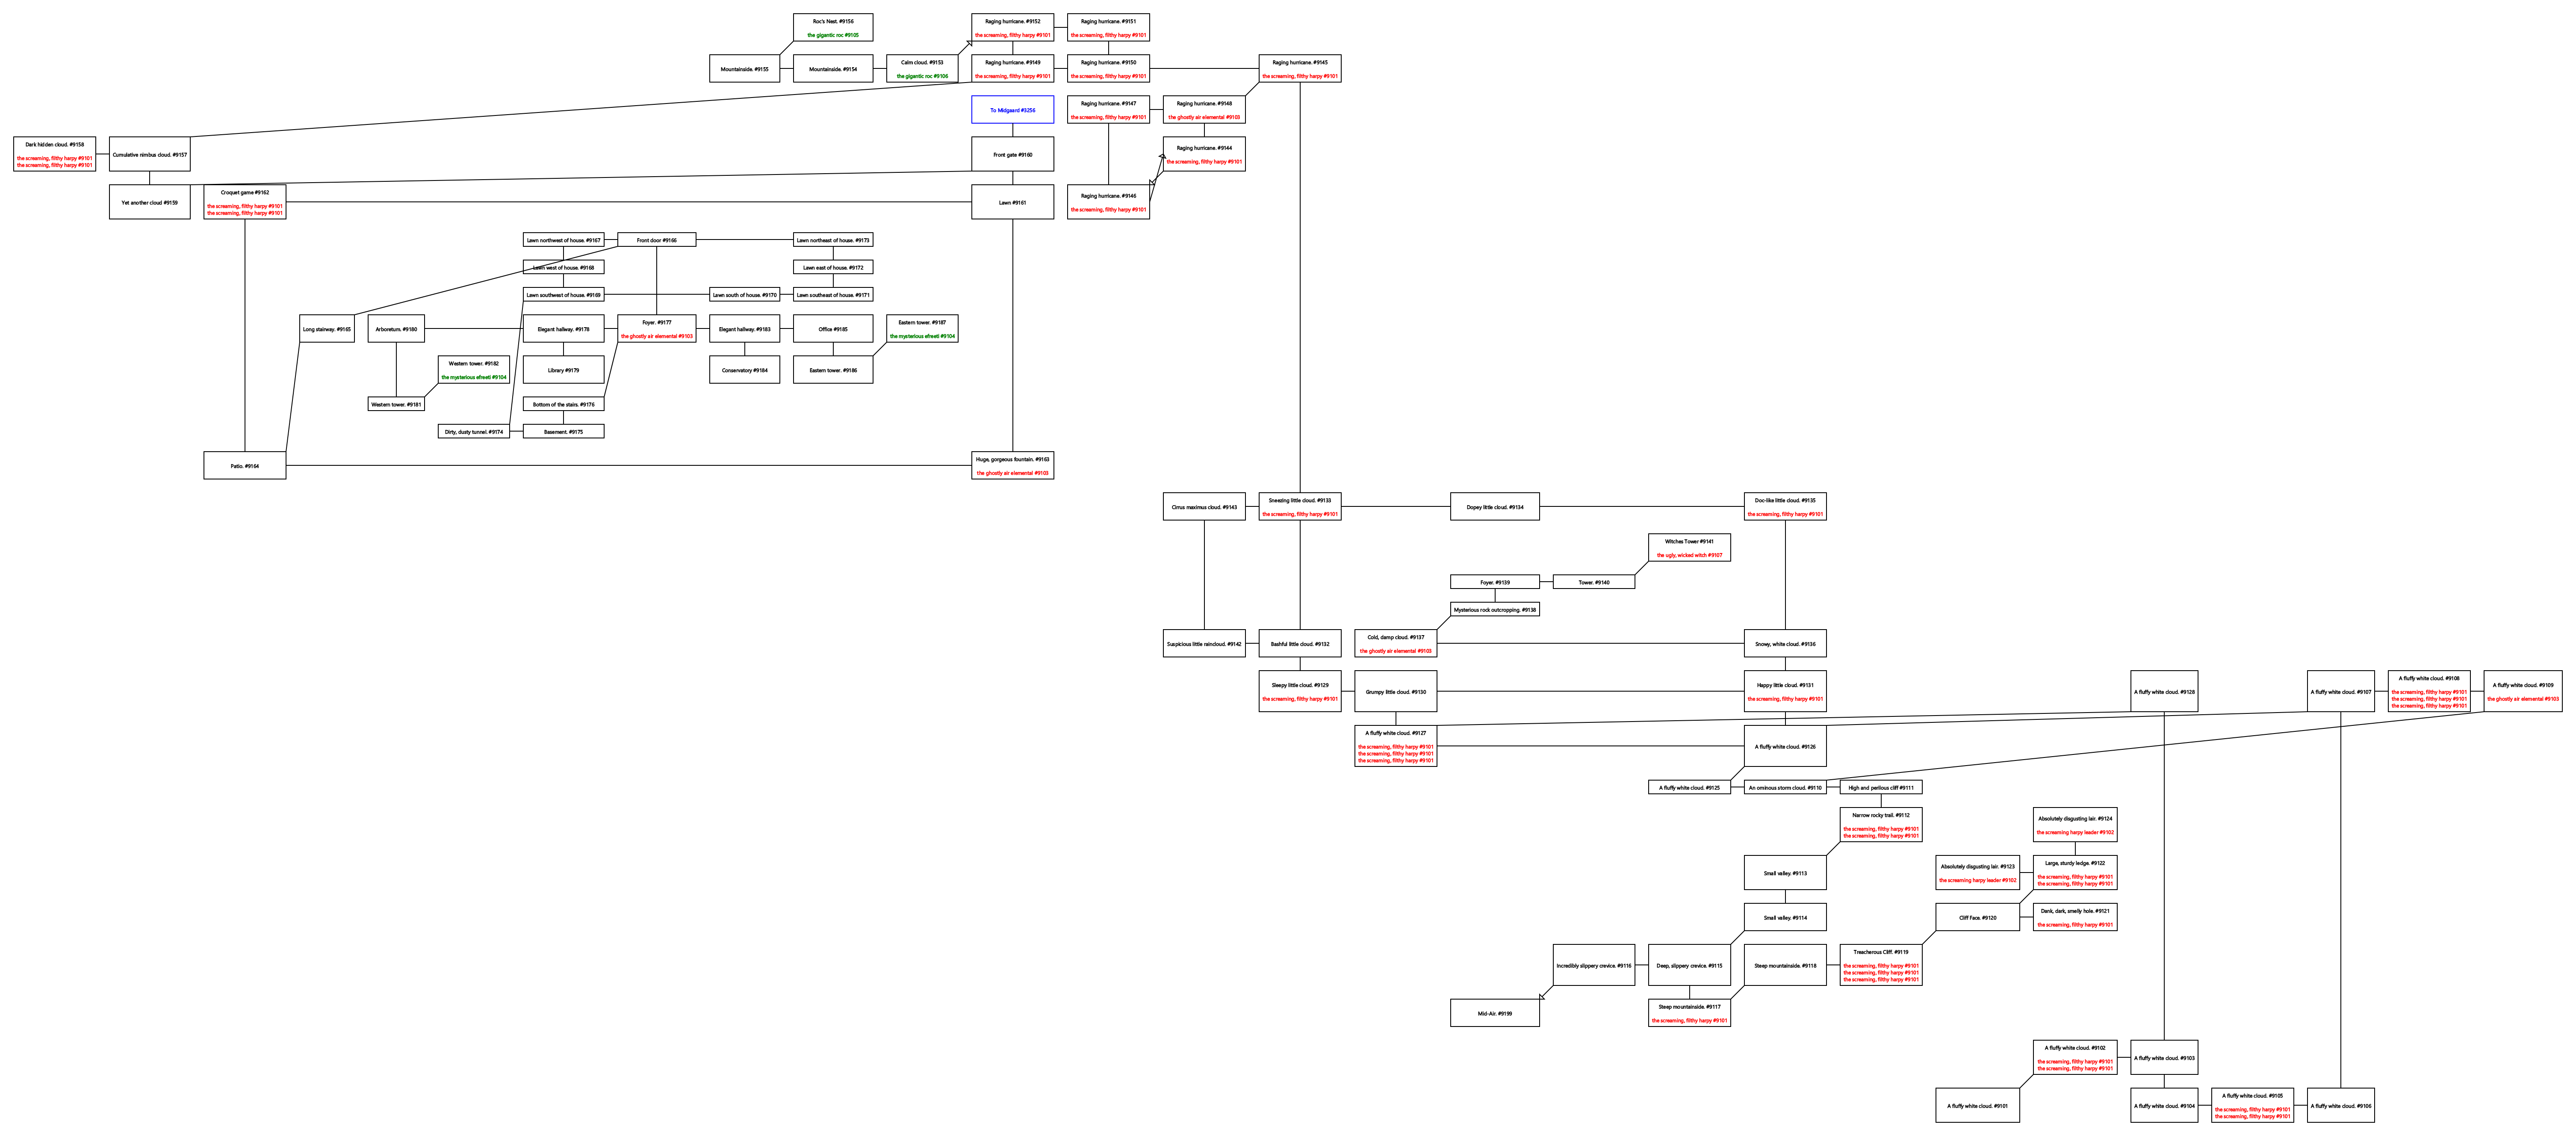 Roc's Nest. #9156
the gigantic roc #9105
Raging hurricane. #9152
the screaming, filthy harpy #9101
Raging hurricane. #9151
the screaming, filthy harpy #9101
Mountainside. #9155
Mountainside. #9154
Calm cloud. #9153
the gigantic roc #9106
Raging hurricane. #9149
the screaming, filthy harpy #9101
Raging hurricane. #9150
the screaming, filthy harpy #9101
Raging hurricane. #9145
the screaming, filthy harpy #9101
To Midgaard #3256
Raging hurricane. #9147
the screaming, filthy harpy #9101
Raging hurricane. #9148
the ghostly air elemental #9103
Dark hidden cloud. #9158
the screaming, filthy harpy #9101
the screaming, filthy harpy #9101
Cumulative nimbus cloud. #9157
Front gate #9160
Raging hurricane. #9144
the screaming, filthy harpy #9101
Yet another cloud #9159
Croquet game #9162
the screaming, filthy harpy #9101
the screaming, filthy harpy #9101
Lawn #9161
Raging hurricane. #9146
the screaming, filthy harpy #9101
Lawn northwest of house. #9167
Front door #9166
Lawn northeast of house. #9173
Lawn west of house. #9168
Lawn east of house. #9172
Lawn southwest of house. #9169
Lawn south of house. #9170
Lawn southeast of house. #9171
Long stairway. #9165
Arboretum. #9180
Elegant hallway. #9178
Foyer. #9177
the ghostly air elemental #9103
Elegant hallway. #9183
Office #9185
Eastern tower. #9187
the mysterious afreeti #9104
Western tower. #9182
the mysterious afreeti #9104
Library #9179
Conservatory #9184
Eastern tower. #9186
Western tower. #9181
Bottom of the stairs. #9176
Dirty, dusty tunnel. #9174
Basement. #9175
Patio. #9164
Huge, gorgeous fountain. #9163
the ghostly air elemental #9103
Cirrus maximus cloud. #9143
Sneezing little cloud. #9133
the screaming, filthy harpy #9101
Dopey little cloud. #9134
Doc-like little cloud. #9135
the screaming, filthy harpy #9101
Witches Tower #9141
the ugly, wicked witch #9107
Foyer. #9139
Tower. #9140
Mysterious rock outcropping. #9138
Suspicious little raincloud. #9142
Bashful little cloud. #9132
Cold, damp cloud. #9137
the ghostly air elemental #9103
Snowy, white cloud. #9136
Sleepy little cloud. #9129
the screaming, filthy harpy #9101
Grumpy little cloud. #9130
Happy little cloud. #9131
the screaming, filthy harpy #9101
A fluffy white cloud. #9128
A fluffy white cloud. #9107
A fluffy white cloud. #9108
the screaming, filthy harpy #9101
the screaming, filthy harpy #9101
the screaming, filthy harpy #9101
A fluffy white cloud. #9109
the ghostly air elemental #9103
A fluffy white cloud. #9127
the screaming, filthy harpy #9101
the screaming, filthy harpy #9101
the screaming, filthy harpy #9101
A fluffy white cloud. #9126
A fluffy white cloud. #9125
An ominous storm cloud. #9110
High and perilous cliff #9111
Narrow rocky trail. #9112
the screaming, filthy harpy #9101
the screaming, filthy harpy #9101
Absolutely disgusting lair. #9124
the screaming harpy leader #9102
Small valley. #9113
Absolutely disgusting lair. #9123
the screaming harpy leader #9102
Large, sturdy ledge. #9122
the screaming, filthy harpy #9101
the screaming, filthy harpy #9101
Small valley. #9114
Cliff Face. #9120
Dank, dark, smelly hole. #9121
the screaming, filthy harpy #9101
Incredibly slippery crevice. #9116
Deep, slippery crevice. #9115
Steep mountainside. #9118
Treacherous Cliff. #9119
the screaming, filthy harpy #9101
the screaming, filthy harpy #9101
the screaming, filthy harpy #9101
Mid-Air. #9199
Steep mountainside. #9117
the screaming, filthy harpy #9101
A fluffy white cloud. #9102
the screaming, filthy harpy #9101
the screaming, filthy harpy #9101
A fluffy white cloud. #9103
A fluffy white cloud. #9101
A fluffy white cloud. #9104
A fluffy white cloud. #9105
the screaming, filthy harpy #9101
the screaming, filthy harpy #9101
A fluffy white cloud. #9106